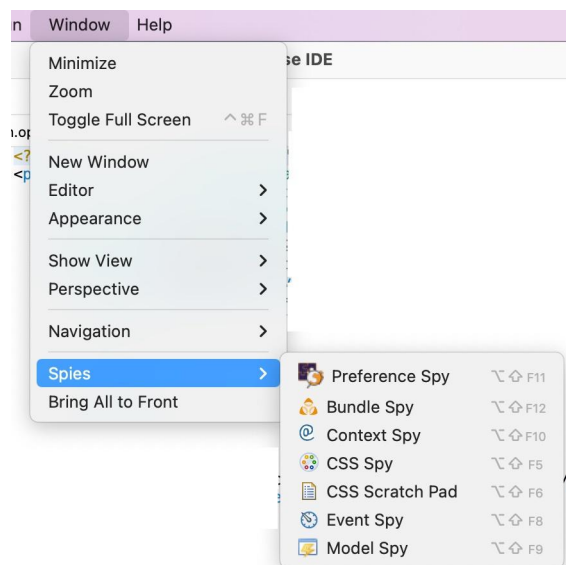 n Window Help
se IDE
Minimize
Zoom
Toggle Full Screen ^⌘F
n.op
<?
<p
New Window
Editor
Appearance
Show View
Perspective
Navigation
Spies
Bring All to Front
Preference Spy ⌥⇧F11
Bundle Spy ⌥⇧F12
Context Spy ⌥⇧F10
CSS Spy ⌥⇧F5
CSS Scratch Pad ⌥⇧F6
Event Spy ⌥⇧F8
Model Spy ⌥⇧F9